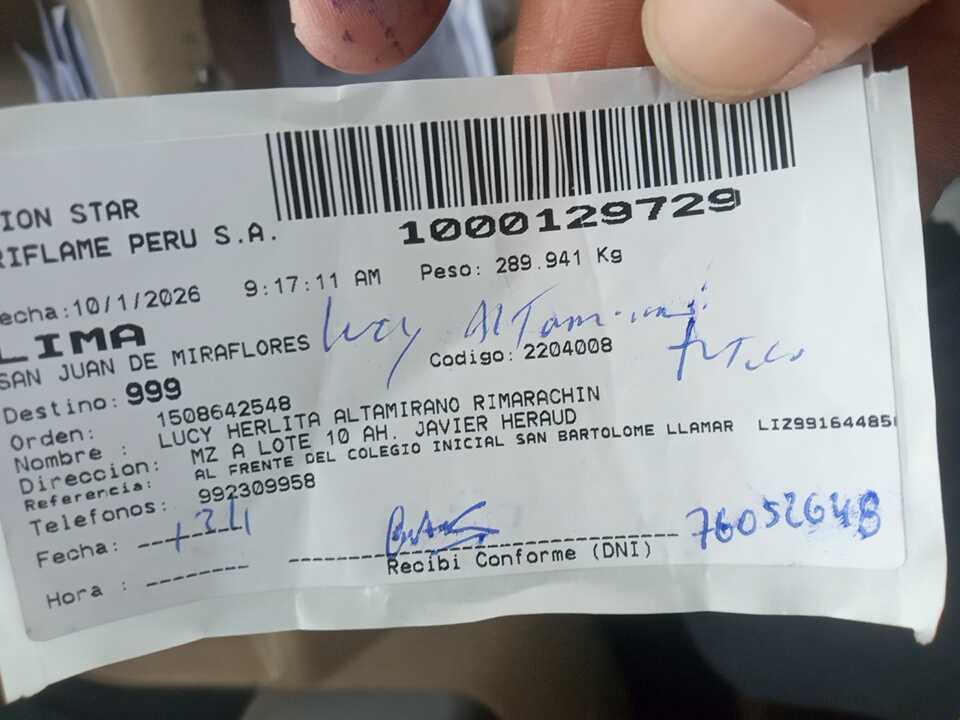 ION STAR
RIFLAME PERU S.A.
1000129729
echa:10/1/2026 9:17:11 AM Peso: 289.941 Kg
LIMA
SAN JUAN DE MIRAFLORES Lucy
Codigo: 2204008
Destino: 999
Orden: 1508642548
Nombre : LUCY HERLITA ALTAMIRANO RIMARACHIN
Direccion: MZ A LOTE 10 AH. JAVIER HERAUD
Referencia: AL FRENTE DEL COLEGIO INICIAL SAN BARTOLOME LLAMAR LIZ99164485
Telefonos: 992309958
Fecha:
76052648
Recibi Conforme (DNI)
Hora :